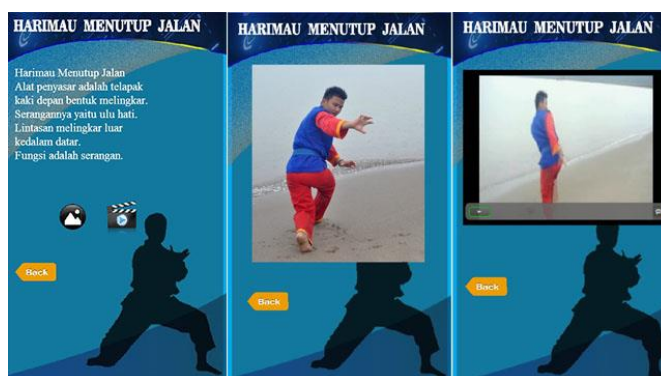 HARIMAU MENUTUP JALAN
Harimau Menutup Jalan
Alat penyasar adalah telapak
kaki depan bentuk melingkar.
Serangannya yaitu ulu hati.
Lintasan melingkar luar
kedalam datar.
Fungsi adalah serangan.
Back
HARIMAU MENUTUP JALAN
Back
HARIMAU MENUTUP JALAN
Back